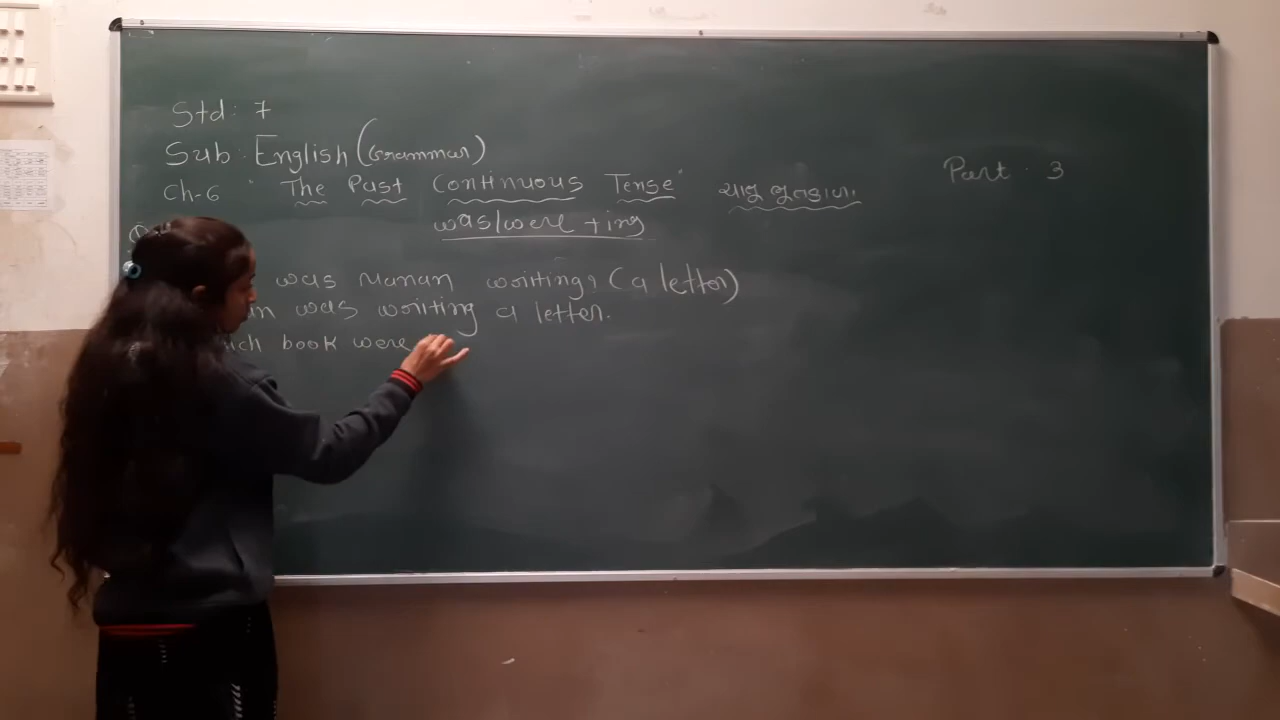 Std: 7
Sub: English (Grammar)
Part - 3
Ch-6 "The Past Continuous Tense" ચાલુ ભૂતકાળ.
was/were + ing
was Manan writing? (a letter)
was writing a letter.
book were